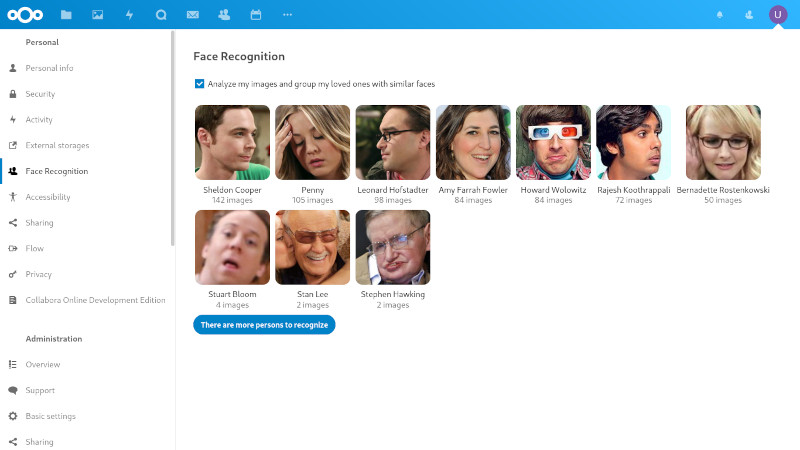 U
Personal
Personal info
Security
Activity
External storages
Face Recognition
Accessibility
Sharing
Flow
Privacy
Collabora Online Development Edition
Administration
Overview
Support
Basic settings
Sharing
Face Recognition
Analyze my images and group my loved ones with similar faces
Sheldon Cooper
142 images
Penny
105 images
Leonard Hofstadter
98 images
Amy Farrah Fowler
84 images
Howard Wolowitz
84 images
Rajesh Koothrappali
72 images
Bernadette Rostenkowski
50 images
Stuart Bloom
4 images
Stan Lee
2 images
Stephen Hawking
2 images
There are more persons to recognize